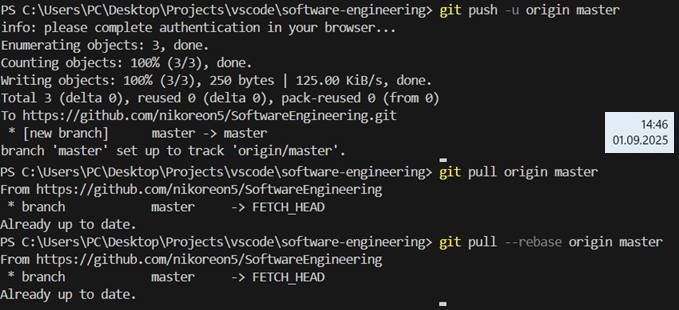 PS C:\Users\PC\Desktop\Projects\vscode\software-engineering> git push -u origin master
info: please complete authentication in your browser...
Enumerating objects: 3, done.
Counting objects: 100% (3/3), done.
Writing objects: 100% (3/3), 250 bytes | 125.00 KiB/s, done.
Total 3 (delta 0), reused 0 (delta 0), pack-reused 0 (from 0)
To https://github.com/nikoreon5/SoftwareEngineering.git
 * [new branch]      master -> master
branch 'master' set up to track 'origin/master'.
14:46
01.09.2025
PS C:\Users\PC\Desktop\Projects\vscode\software-engineering> git pull origin master
From https://github.com/nikoreon5/SoftwareEngineering
 * branch            master     -> FETCH_HEAD
Already up to date.
PS C:\Users\PC\Desktop\Projects\vscode\software-engineering> git pull --rebase origin master
From https://github.com/nikoreon5/SoftwareEngineering
 * branch            master     -> FETCH_HEAD
Already up to date.